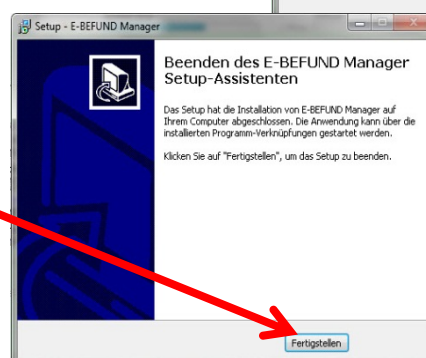 Setup - E-BEFUND Manager
Beenden des E-BEFUND Manager
Setup-Assistenten
Das Setup hat die Installation von E-BEFUND Manager auf
Ihrem Computer abgeschlossen. Die Anwendung kann über die
installierten Programm-Verknüpfungen gestartet werden.
Klicken Sie auf "Fertigstellen", um das Setup zu beenden.
Fertigstellen